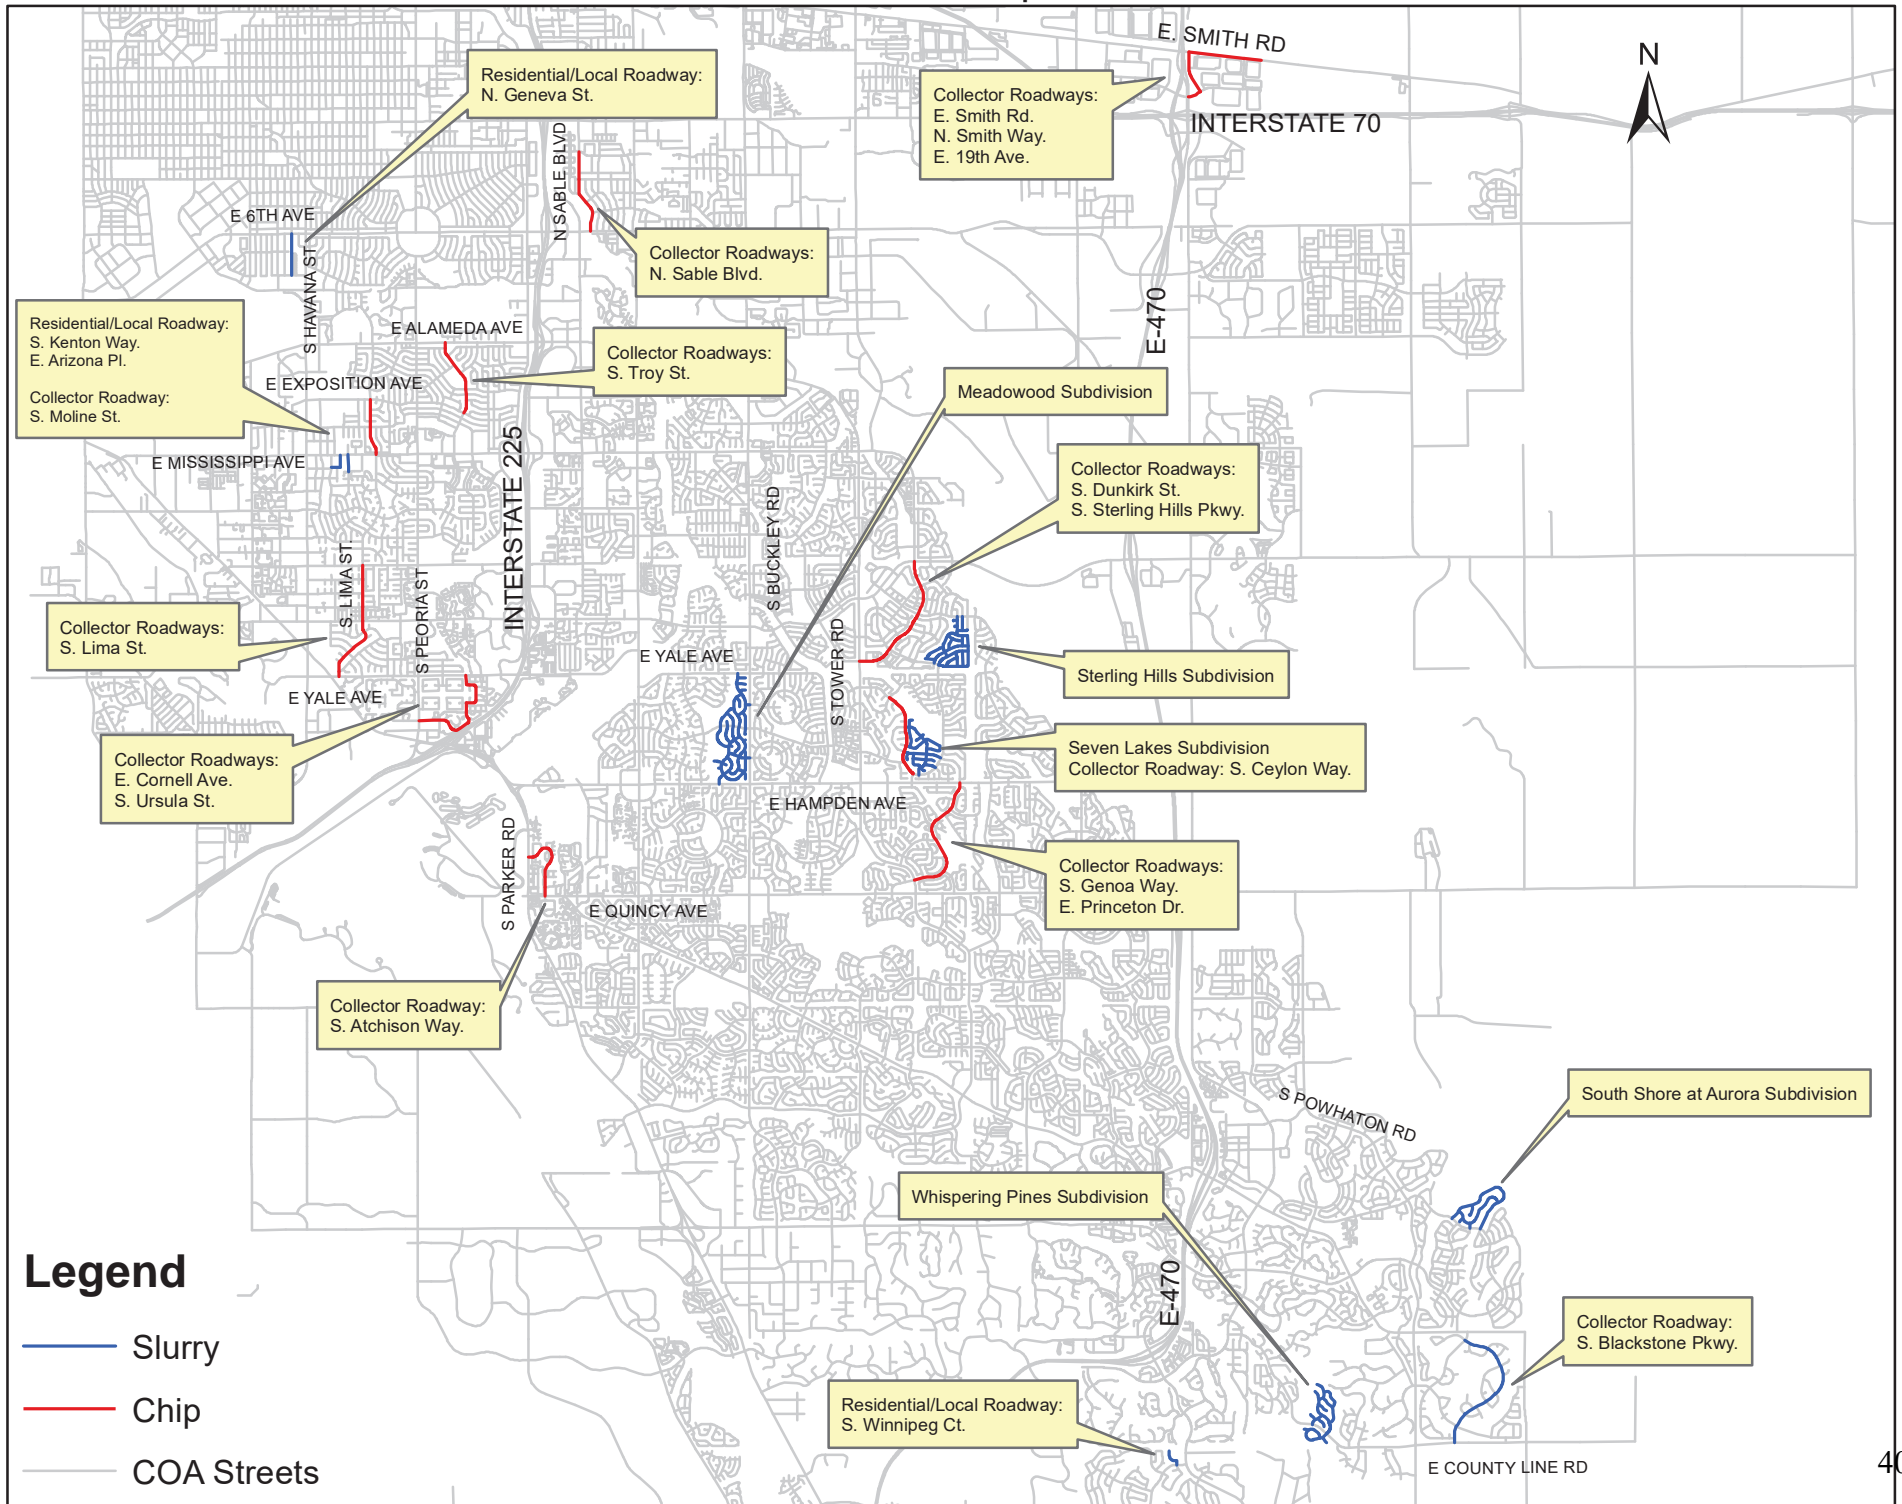 E. SMITH RD
N
Residential/Local Roadway:
N. Geneva St.
Collector Roadways:
E. Smith Rd.
N. Smith Way.
E. 19th Ave.
INTERSTATE 70
N SABLE BLVD
E 6TH AVE
S HAVANA ST
Collector Roadways:
N. Sable Blvd.
E-470
Residential/Local Roadway:
S. Kenton Way.
E. Arizona Pl.
Collector Roadway:
S. Moline St.
E ALAMEDA AVE
Collector Roadways:
S. Troy St.
E EXPOSITION AVE
Meadowood Subdivision
E MISSISSIPPI AVE
INTERSTATE 225
Collector Roadways:
S. Dunkirk St.
S. Sterling Hills Pkwy.
S BUCKLEY RD
S. LIMA ST.
S PEORIA ST
Collector Roadways:
S. Lima St.
E YALE AVE
S TOWER RD
Sterling Hills Subdivision
E YALE AVE
Collector Roadways:
E. Cornell Ave.
S. Ursula St.
Seven Lakes Subdivision
Collector Roadway: S. Ceylon Way.
E HAMPDEN AVE
S PARKER RD
Collector Roadways:
S. Genoa Way.
E. Princeton Dr.
E QUINCY AVE
Collector Roadway:
S. Atchison Way.
S POWHATON RD
South Shore at Aurora Subdivision
Whispering Pines Subdivision
E-470
Legend
Slurry
Chip
COA Streets
Collector Roadway:
S. Blackstone Pkwy.
Residential/Local Roadway:
S. Winnipeg Ct.
E COUNTY LINE RD